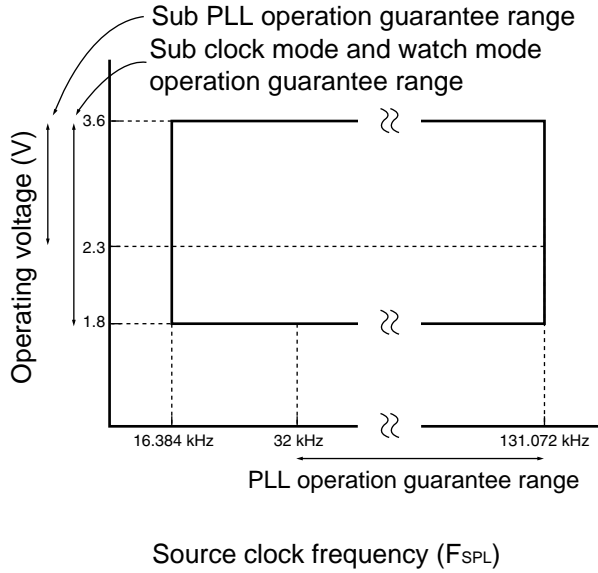 Sub PLL operation guarantee range
Sub clock mode and watch mode
operation guarantee range
Operating voltage (V)
3.6
2.3
1.8
16.384 kHz
32 kHz
131.072 kHz
PLL operation guarantee range
Source clock frequency (FSPL)